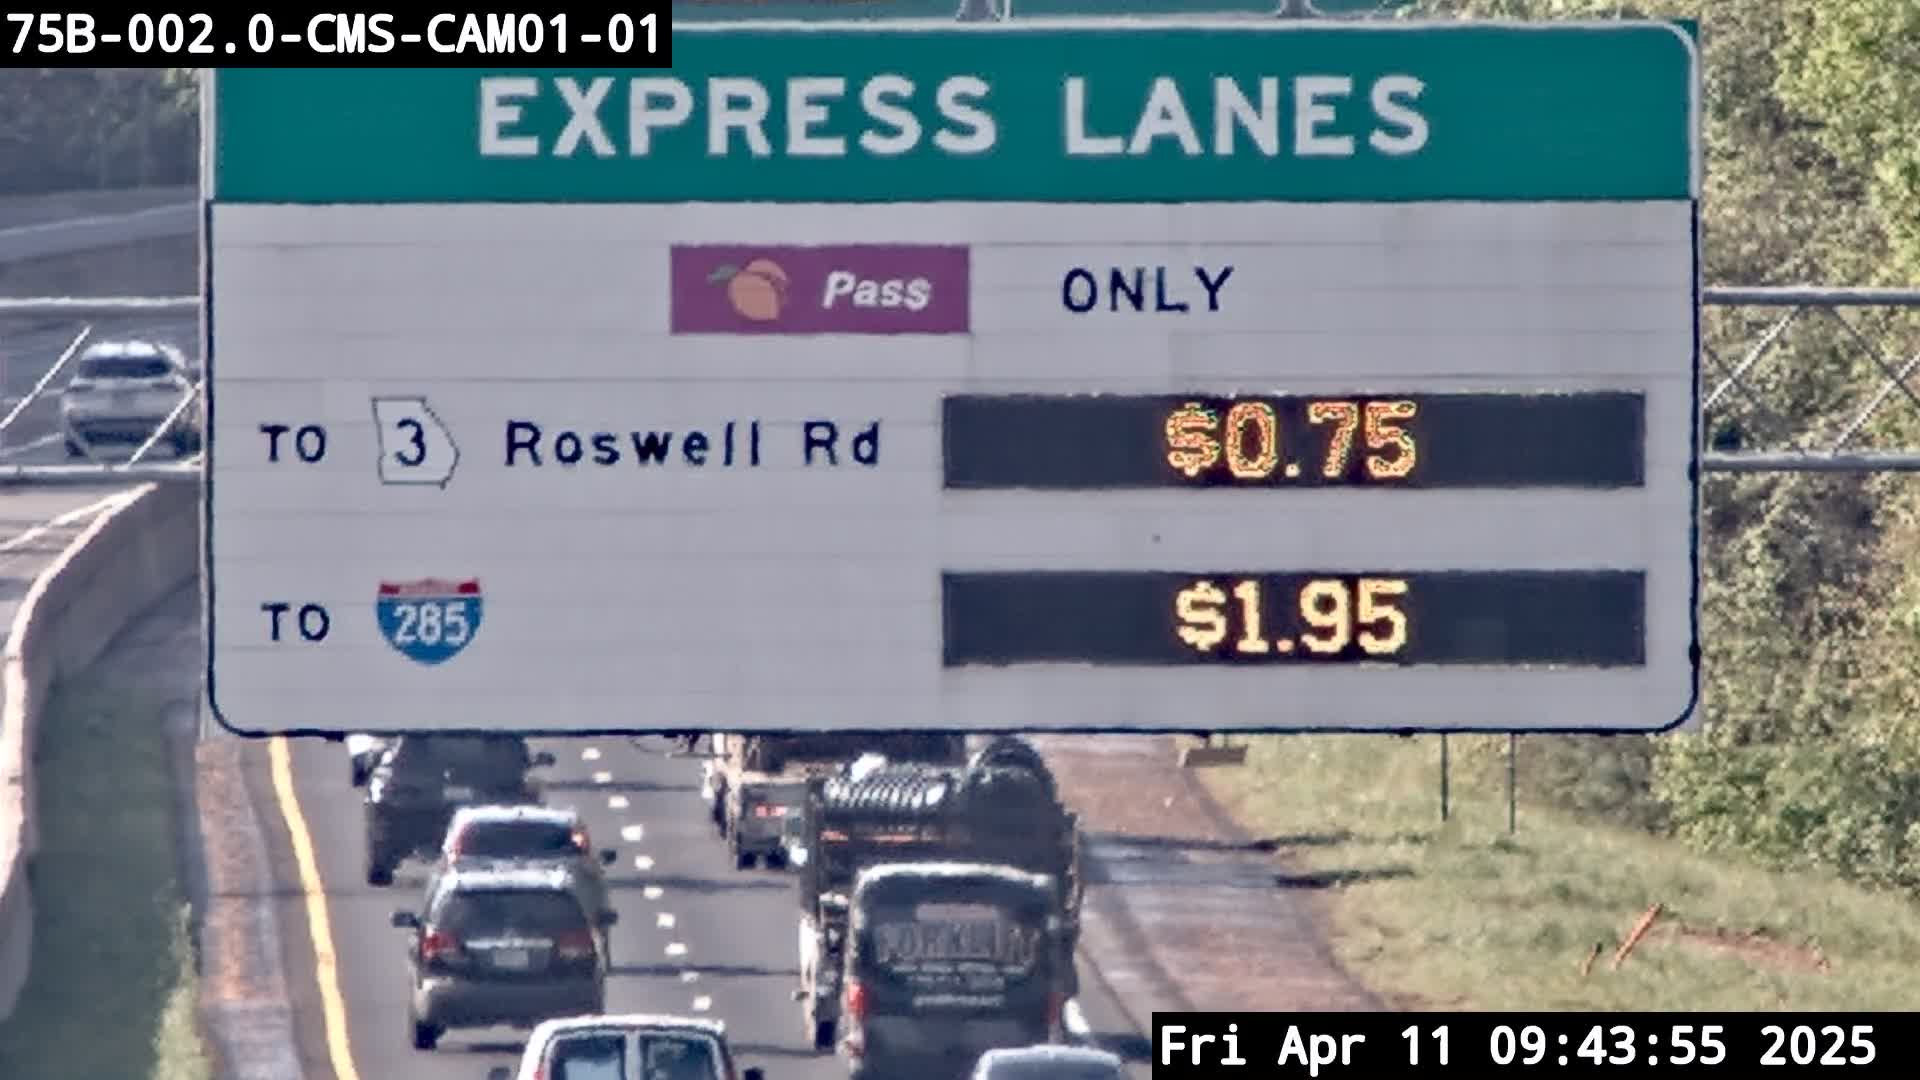 75B-002.0-CMS-CAM01-01
EXPRESS LANES
Pass ONLY
TO 3 Roswell Rd $0.75
TO 285 $1.95
Fri Apr 11 09:43:55 2025